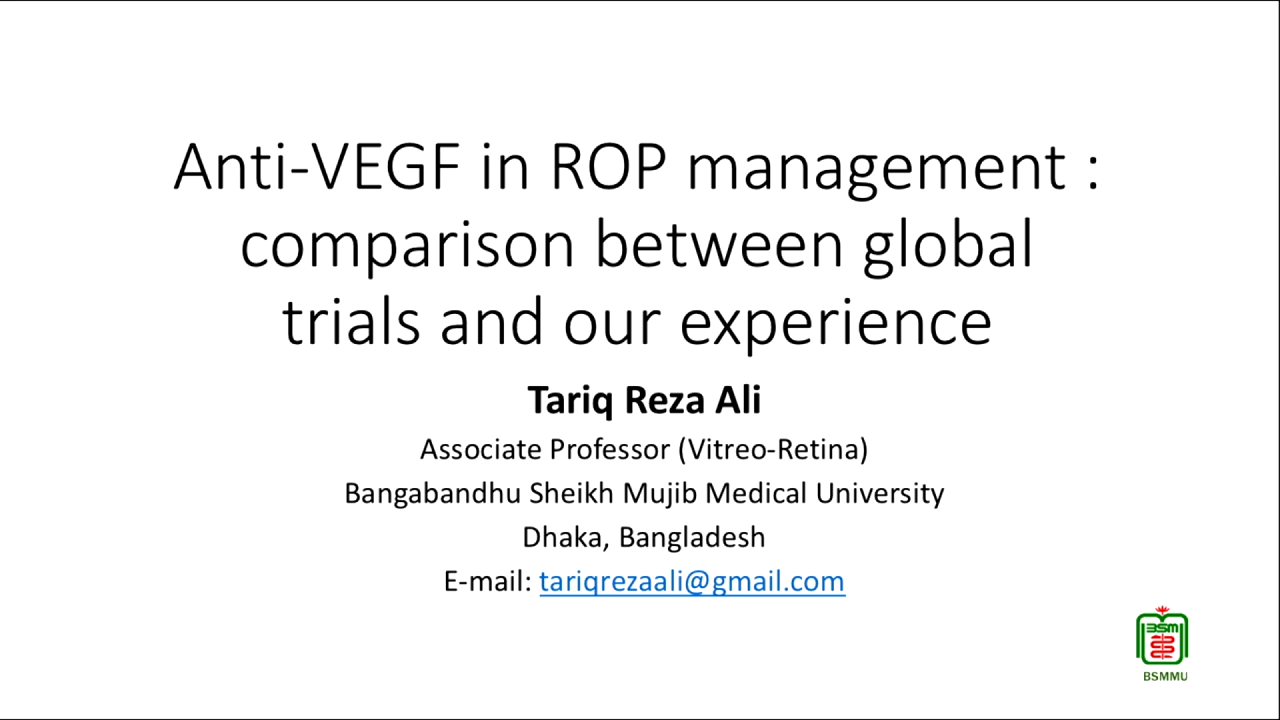 Anti-VEGF in ROP management :
comparison between global
trials and our experience
Tariq Reza Ali
Associate Professor (Vitreo-Retina)
Bangabandhu Sheikh Mujib Medical University
Dhaka, Bangladesh
E-mail: tariqrezaali@gmail.com
BSM
BSMMU